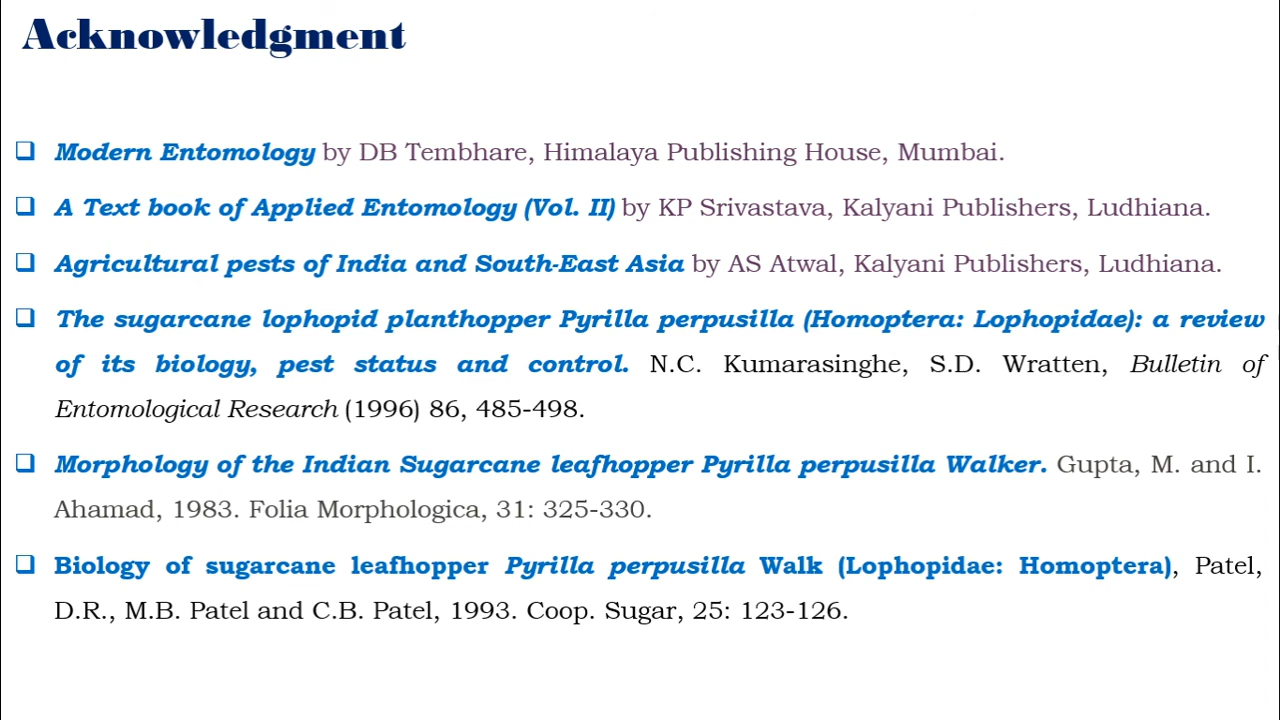 Acknowledgment
❑ Modern Entomology by DB Tembhare, Himalaya Publishing House, Mumbai.
❑ A Text book of Applied Entomology (Vol. II) by KP Srivastava, Kalyani Publishers, Ludhiana.
❑ Agricultural pests of India and South-East Asia by AS Atwal, Kalyani Publishers, Ludhiana.
❑ The sugarcane lophopid planthopper Pyrilla perpusilla (Homoptera: Lophopidae): a review
of its biology, pest status and control. N.C. Kumarasinghe, S.D. Wratten, Bulletin of
Entomological Research (1996) 86, 485-498.
❑ Morphology of the Indian Sugarcane leafhopper Pyrilla perpusilla Walker. Gupta, M. and I.
Ahamad, 1983. Folia Morphologica, 31: 325-330.
❑ Biology of sugarcane leafhopper Pyrilla perpusilla Walk (Lophopidae: Homoptera), Patel,
D.R., M.B. Patel and C.B. Patel, 1993. Coop. Sugar, 25: 123-126.